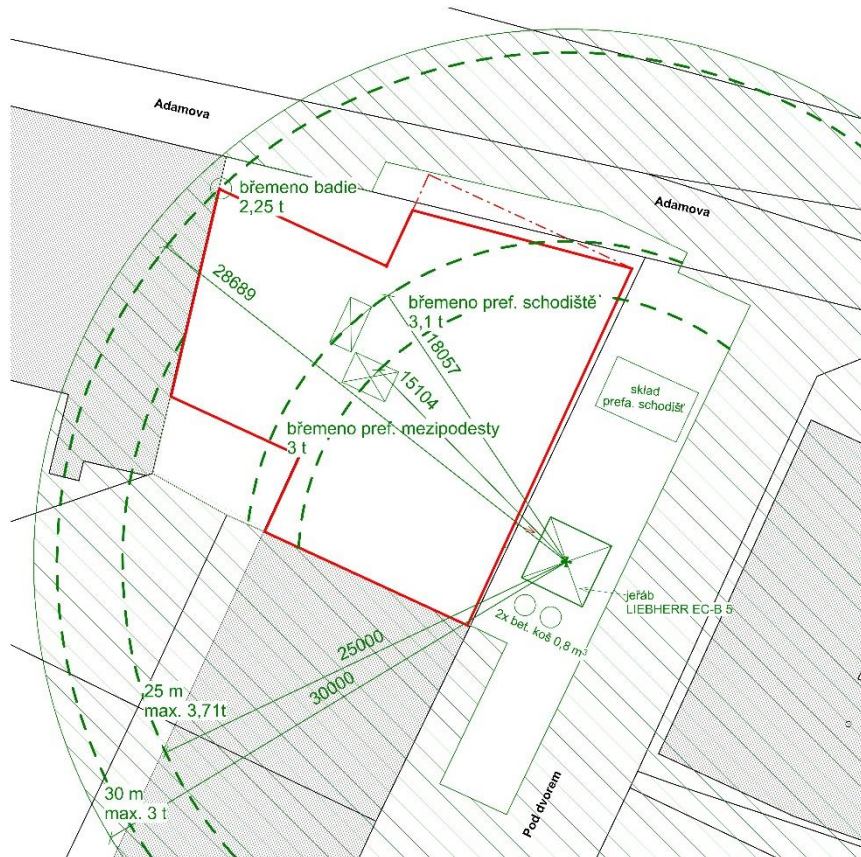 Adamova
břemeno badie
2,25 t
Adamova
28689
břemeno pref. schodiště
3,1 t
18057
15104
sklad
prefa. schodišť
břemeno pref. mezipodesty
3 t
jeřáb
LIEBHERR EC-B 5
2x bet. koš 0,8 m³
25000
30000
25 m
max. 3,71t
30 m
max. 3 t
Pod dvorem